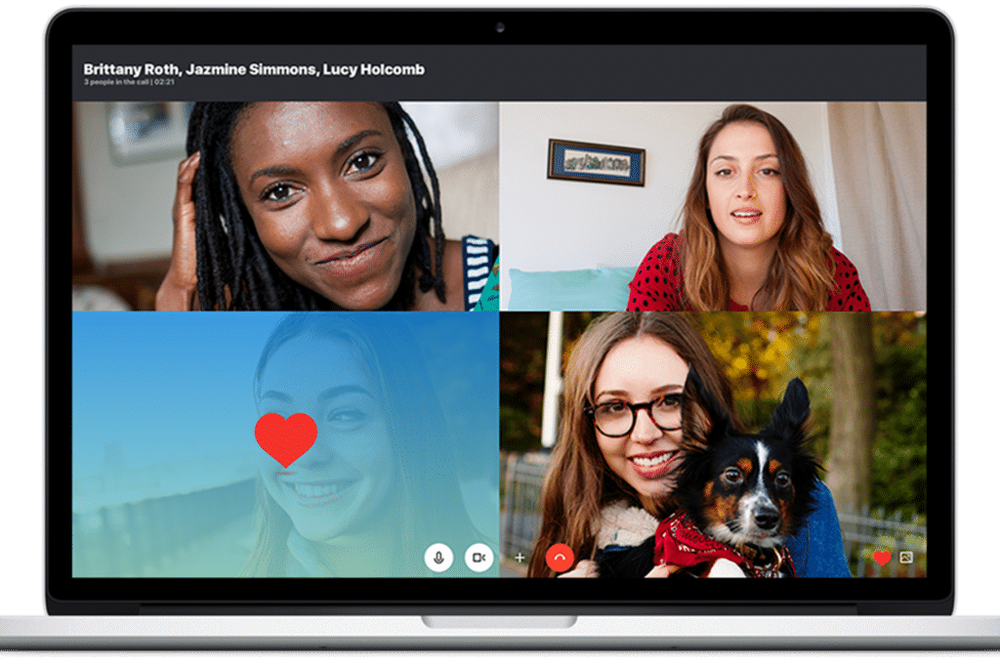 Brittany Roth, Jazmine Simmons, Lucy Holcomb
3 people in the call | 02:21